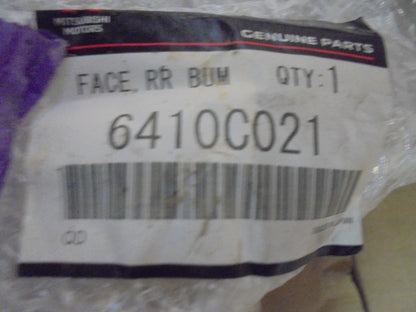 MITSUBISHI
MOTORS
GENUINE PARTS
FACE, RR BUM QTY:1
6410C021